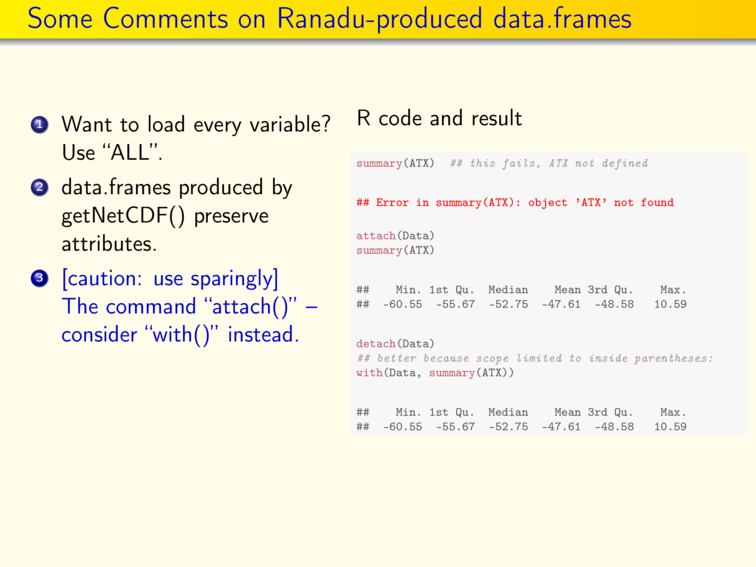 Some Comments on Ranadu-produced data.frames
1 Want to load every variable?
Use “ALL”.
2 data.frames produced by
getNetCDF() preserve
attributes.
3 [caution: use sparingly]
The command “attach()” –
consider “with()” instead.
R code and result
summary(ATX)  ## this fails, ATX not defined
## Error in summary(ATX): object ’ATX’ not found
attach(Data)
summary(ATX)
##    Min. 1st Qu.  Median    Mean 3rd Qu.    Max.
##  -60.55  -55.67  -52.75  -47.61  -48.58   10.59
detach(Data)
## better because scope limited to inside parentheses:
with(Data, summary(ATX))
##    Min. 1st Qu.  Median    Mean 3rd Qu.    Max.
##  -60.55  -55.67  -52.75  -47.61  -48.58   10.59